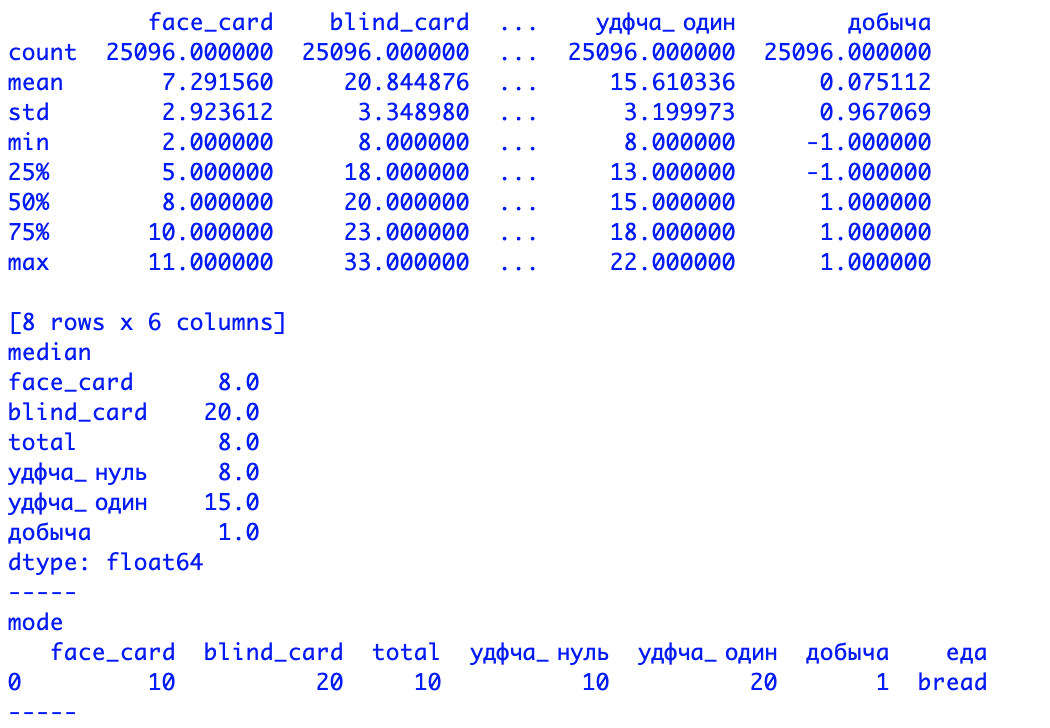 face_card blind_card ... удфча_ один добыча
count 25096.000000 25096.000000 ... 25096.000000 25096.000000
mean 7.291560 20.844876 ... 15.610336 0.075112
std 2.923612 3.348980 ... 3.199973 0.967069
min 2.000000 8.000000 ... 8.000000 -1.000000
25% 5.000000 18.000000 ... 13.000000 -1.000000
50% 8.000000 20.000000 ... 15.000000 1.000000
75% 10.000000 23.000000 ... 18.000000 1.000000
max 11.000000 33.000000 ... 22.000000 1.000000
[8 rows x 6 columns]
median
face_card 8.0
blind_card 20.0
total 8.0
удфча_ нуль 8.0
удфча_ один 15.0
добыча 1.0
dtype: float64
-----
mode
face_card blind_card total удфча_ нуль удфча_ один добыча еда
0 10 20 10 10 20 1 bread
-----